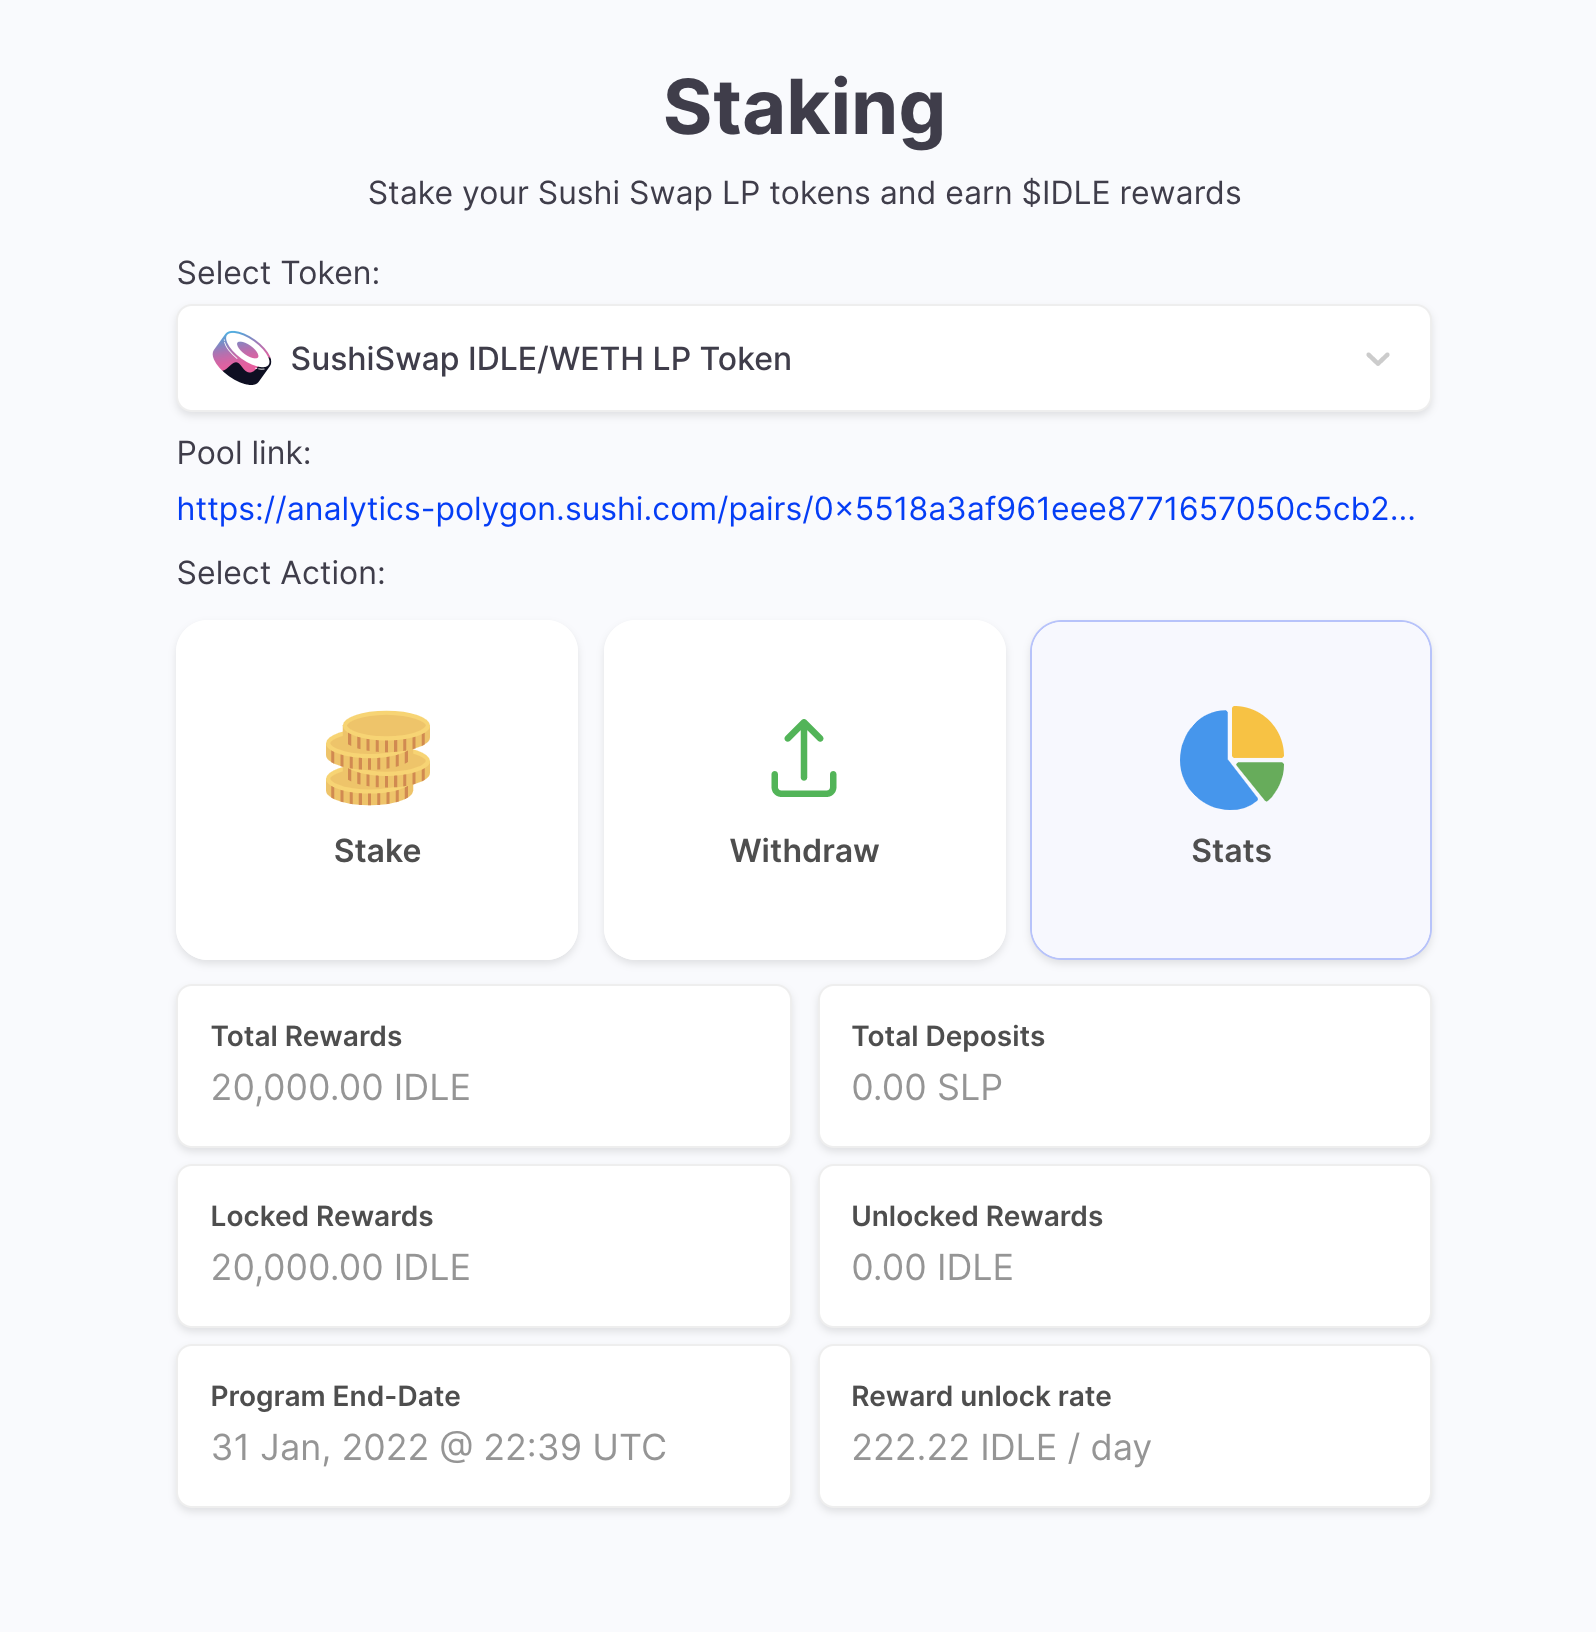 Staking
Stake your Sushi Swap LP tokens and earn $IDLE rewards
Select Token:
SushiSwap IDLE/WETH LP Token
Pool link:
https://analytics-polygon.sushi.com/pairs/0x5518a3af961eee8771657050c5cb2...
Select Action:
Stake
Withdraw
Stats
Total Rewards
20,000.00 IDLE
Total Deposits
0.00 SLP
Locked Rewards
20,000.00 IDLE
Unlocked Rewards
0.00 IDLE
Program End-Date
31 Jan, 2022 @ 22:39 UTC
Reward unlock rate
222.22 IDLE / day